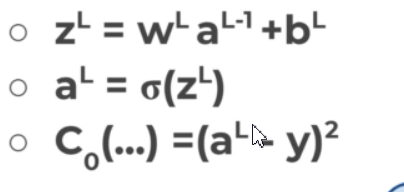 ○ zᴸ = wᴸ aᴸ⁻¹ +bᴸ
○ aᴸ = σ(zᴸ)
○ C₀(...) =(aᴸ - y)²